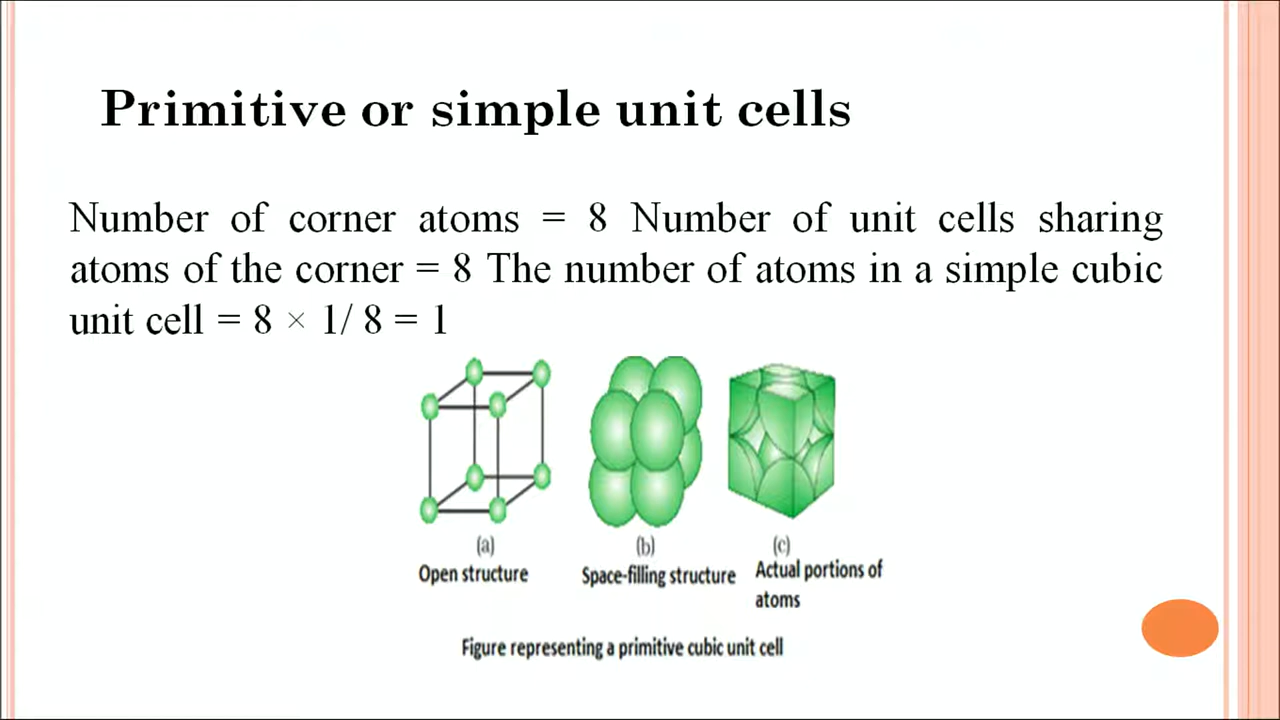 Primitive or simple unit cells
Number of corner atoms = 8 Number of unit cells sharing
atoms of the corner = 8 The number of atoms in a simple cubic
unit cell = 8 × 1/ 8 = 1
(a)
Open structure
(b)
Space-filling structure
(c)
Actual portions of
atoms
Figure representing a primitive cubic unit cell